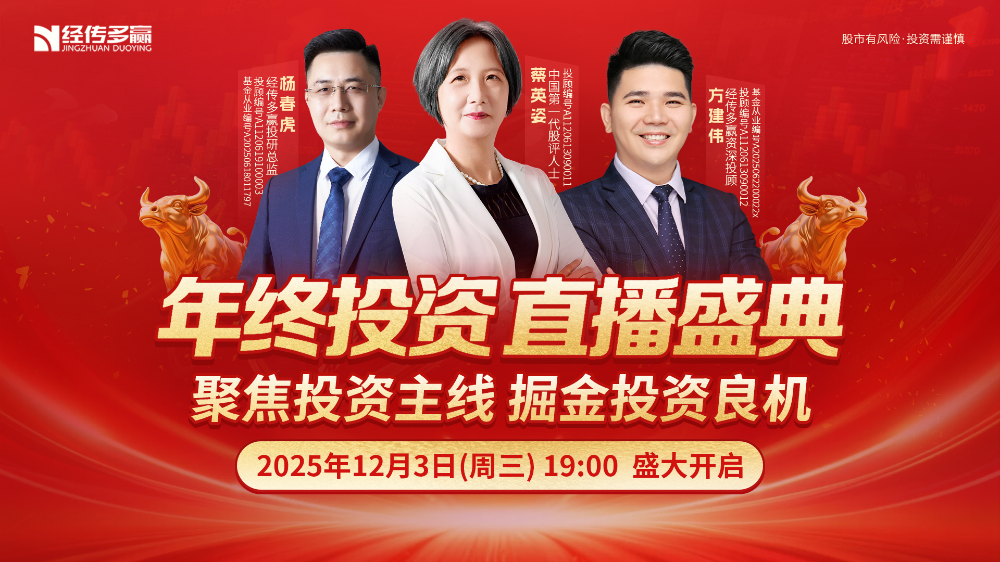 经传多赢
JINGZHUAN DUOYING
股市有风险·投资需谨慎
杨春虎
经传多赢投研总监
投顾编号A1120619100003
基金从业编号A20250618011797
蔡英姿
中国第一代股评人士
投顾编号A1120613090011
方建伟
经传多赢资深投顾
投顾编号A1120613090012
基金从业编号A2025062200022x
年终投资 直播盛典
聚焦投资主线 掘金投资良机
2025年12月3日(周三) 19:00 盛大开启